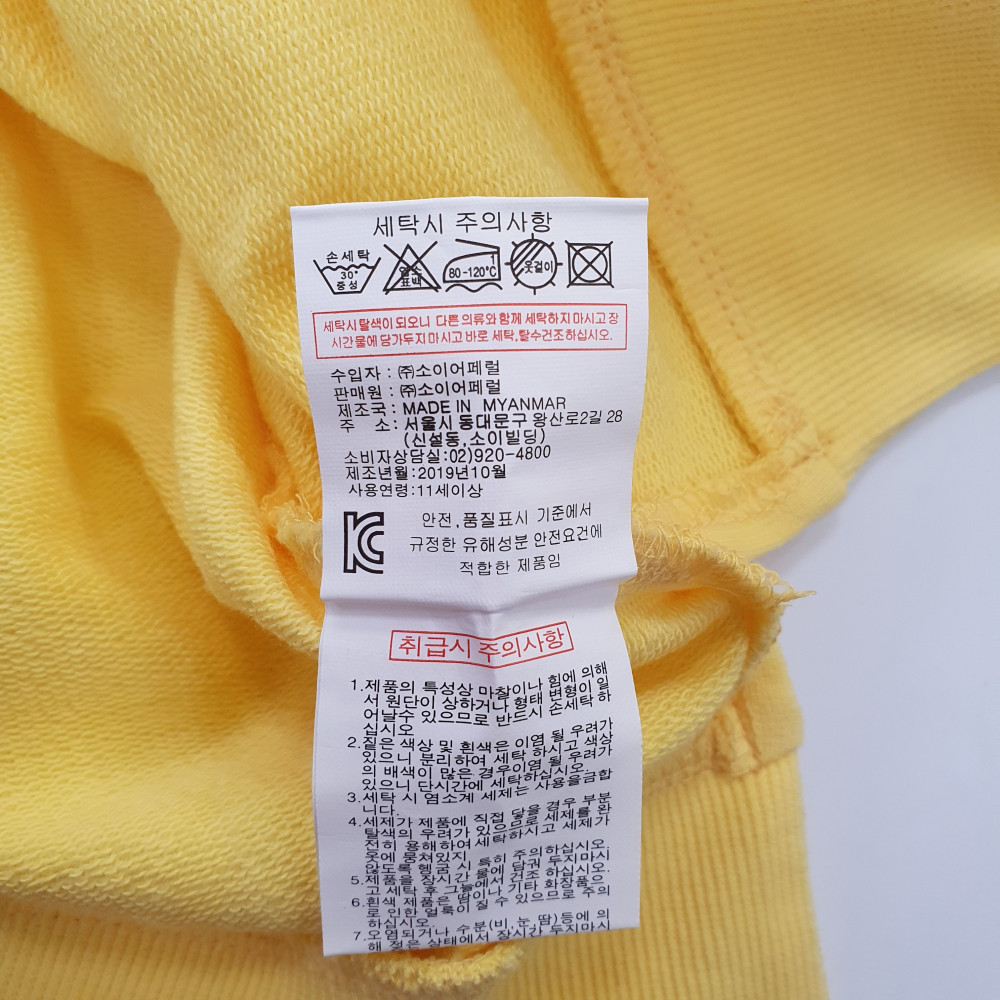 세탁시 주의사항
손세탁
30°
중성
염소
표백
1
80-120°C
옷걸이
세탁시탈색이되오니 다른의류와함께 세탁하지마시고장
시간물에담가두지마시고바로 세탁,탈수건조하십시오.
수입자 : ㈜소이어페럴
판매원 : ㈜소이어페럴
제조국 : MADE IN MYANMAR
주 소: 서울시 동대문구 왕산로2길 28
(신설동,소이빌딩)
소비자상담실:02)920-4800
제조년월:2019년10월
사용연령:11세이상
안전,품질표시 기준에서
규정한 유해성분 안전요건에
적합한 제품임
취급시 주의사항
1.제품의 특성상 마찰이나 힘에 의해
서 원단이 상하거나 형태 변형이 일
어날수 있으므로 반드시 손세탁 하
십시오
2.짙은 색상 및 흰색은 이염 될 우려가
있으니 분리하여 세탁 하시고 색상
의 배색이 많은 경우이염 될 우려가
있으니 단시간에 세탁하십시오.
3.세탁 시 염소계 세제는 사용을금합
니다.
4.세제가 제품에 직접 닿을 경우 부분
탈색의 우려가 있으므로 세제를 완
전히 용해하여세탁하시고 세제가
옷에 뭉쳐있지
않도록 헹굼 시 특히 주의하십시오.
5.제품을 장시간 물에 담궈 두지마시
고 세탁 후 그늘에서 건조 하십시오.
6.흰색 제품은 땀이나 기타 화장품으
로 인한 얼룩이 질 수 있으므로 주의
하십시오.
7.오염되거나 수분(비,눈,땀)등에 의
해 젖은 상태에서 장시간 두지마시